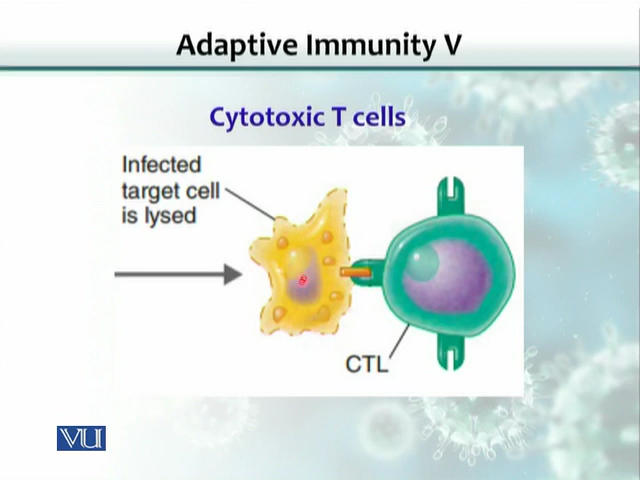 Adaptive Immunity V
Cytotoxic T cells
Infected
target cell
is lysed
CTL
VU